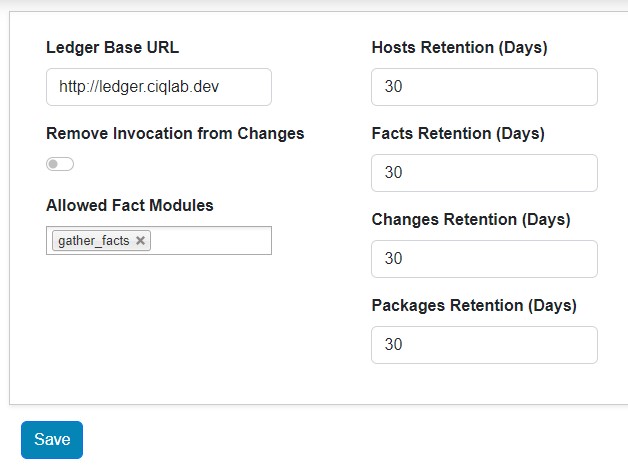 Ledger Base URL
http://ledger.ciqlab.dev
Remove Invocation from Changes
Allowed Fact Modules
gather_facts ×
Hosts Retention (Days)
30
Facts Retention (Days)
30
Changes Retention (Days)
30
Packages Retention (Days)
30
Save